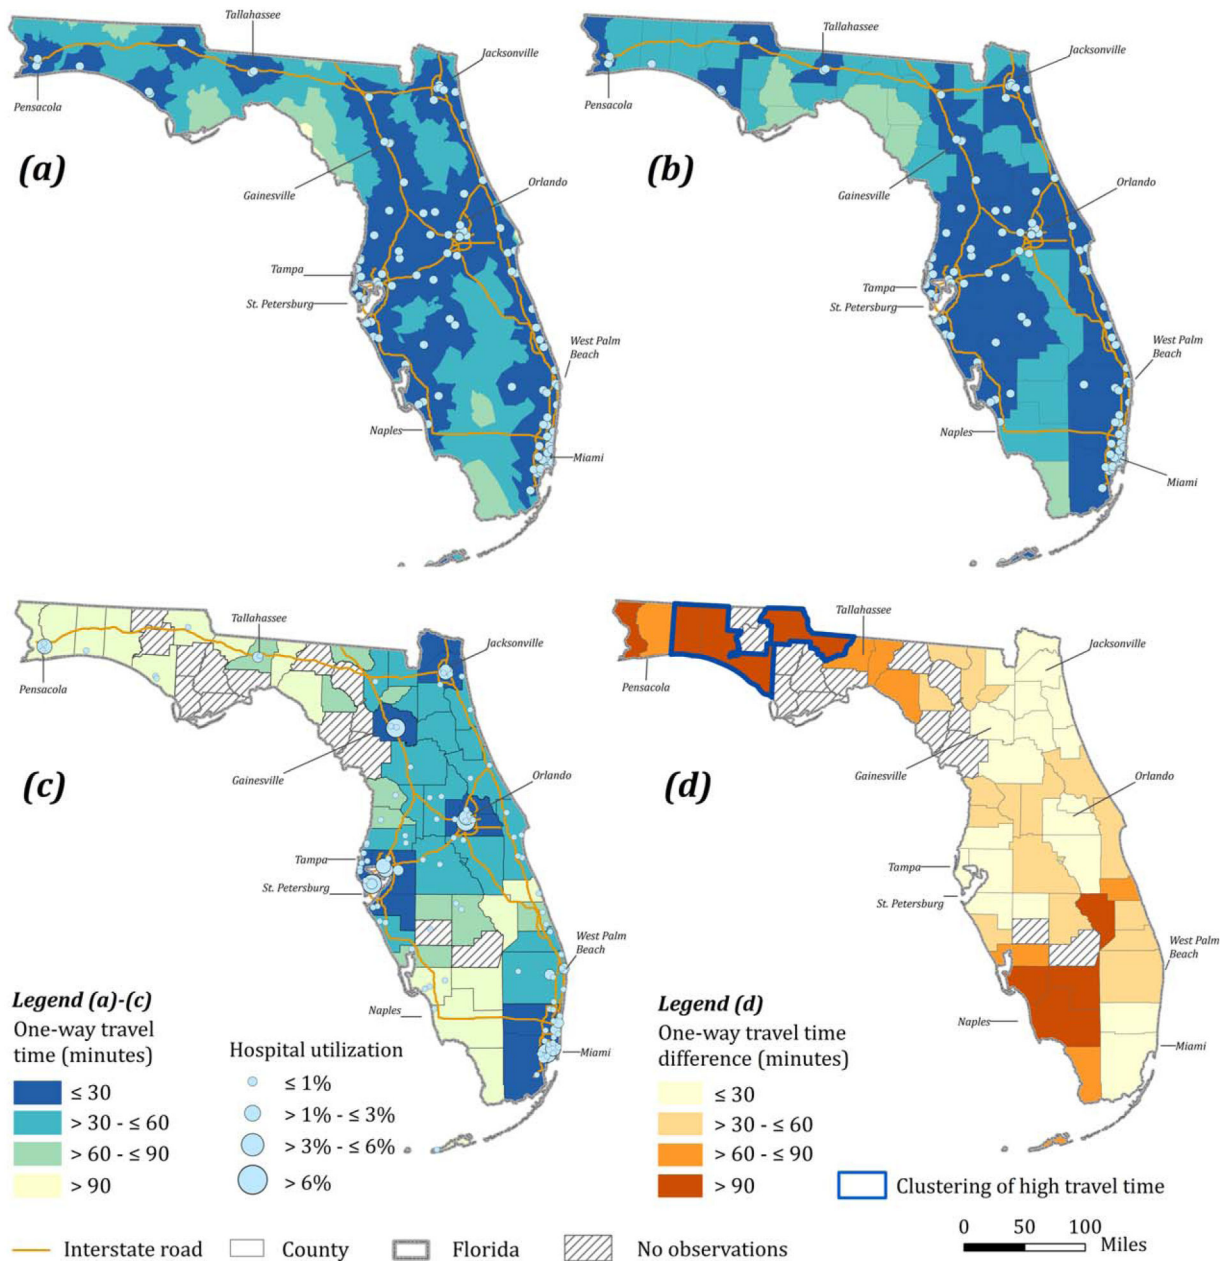 Tallahassee
Jacksonville
Pensacola
(a)
Gainesville
Orlando
Tampa
St. Petersburg
West Palm
Beach
Naples
Miami
Tallahassee
Jacksonville
Pensacola
(b)
Gainesville
Orlando
Tampa
St. Petersburg
West Palm
Beach
Naples
Miami
Tallahassee
Jacksonville
Pensacola
(c)
Gainesville
Orlando
Tampa
St. Petersburg
West Palm
Beach
Naples
Miami
Tallahassee
Jacksonville
Pensacola
(d)
Gainesville
Orlando
Tampa
St. Petersburg
West Palm
Beach
Naples
Miami
Legend (a)-(c)
One-way travel
time (minutes)
≤ 30
> 30 - ≤ 60
> 60 - ≤ 90
> 90
Hospital utilization
≤ 1%
> 1% - ≤ 3%
> 3% - ≤ 6%
> 6%
Legend (d)
One-way travel time
difference (minutes)
≤ 30
> 30 - ≤ 60
> 60 - ≤ 90
> 90
Clustering of high travel time
Interstate road
County
Florida
No observations
0 50 100
Miles